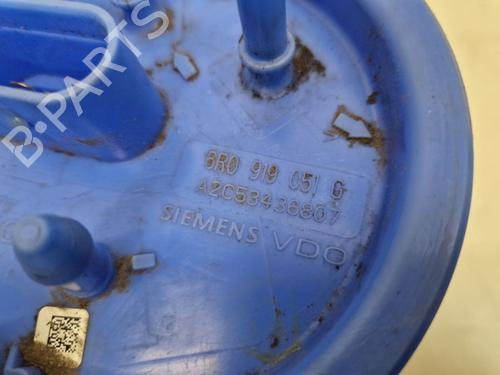 B-PARTS
6R0 919 051 G
A2C53436807
SIEMENS VDO